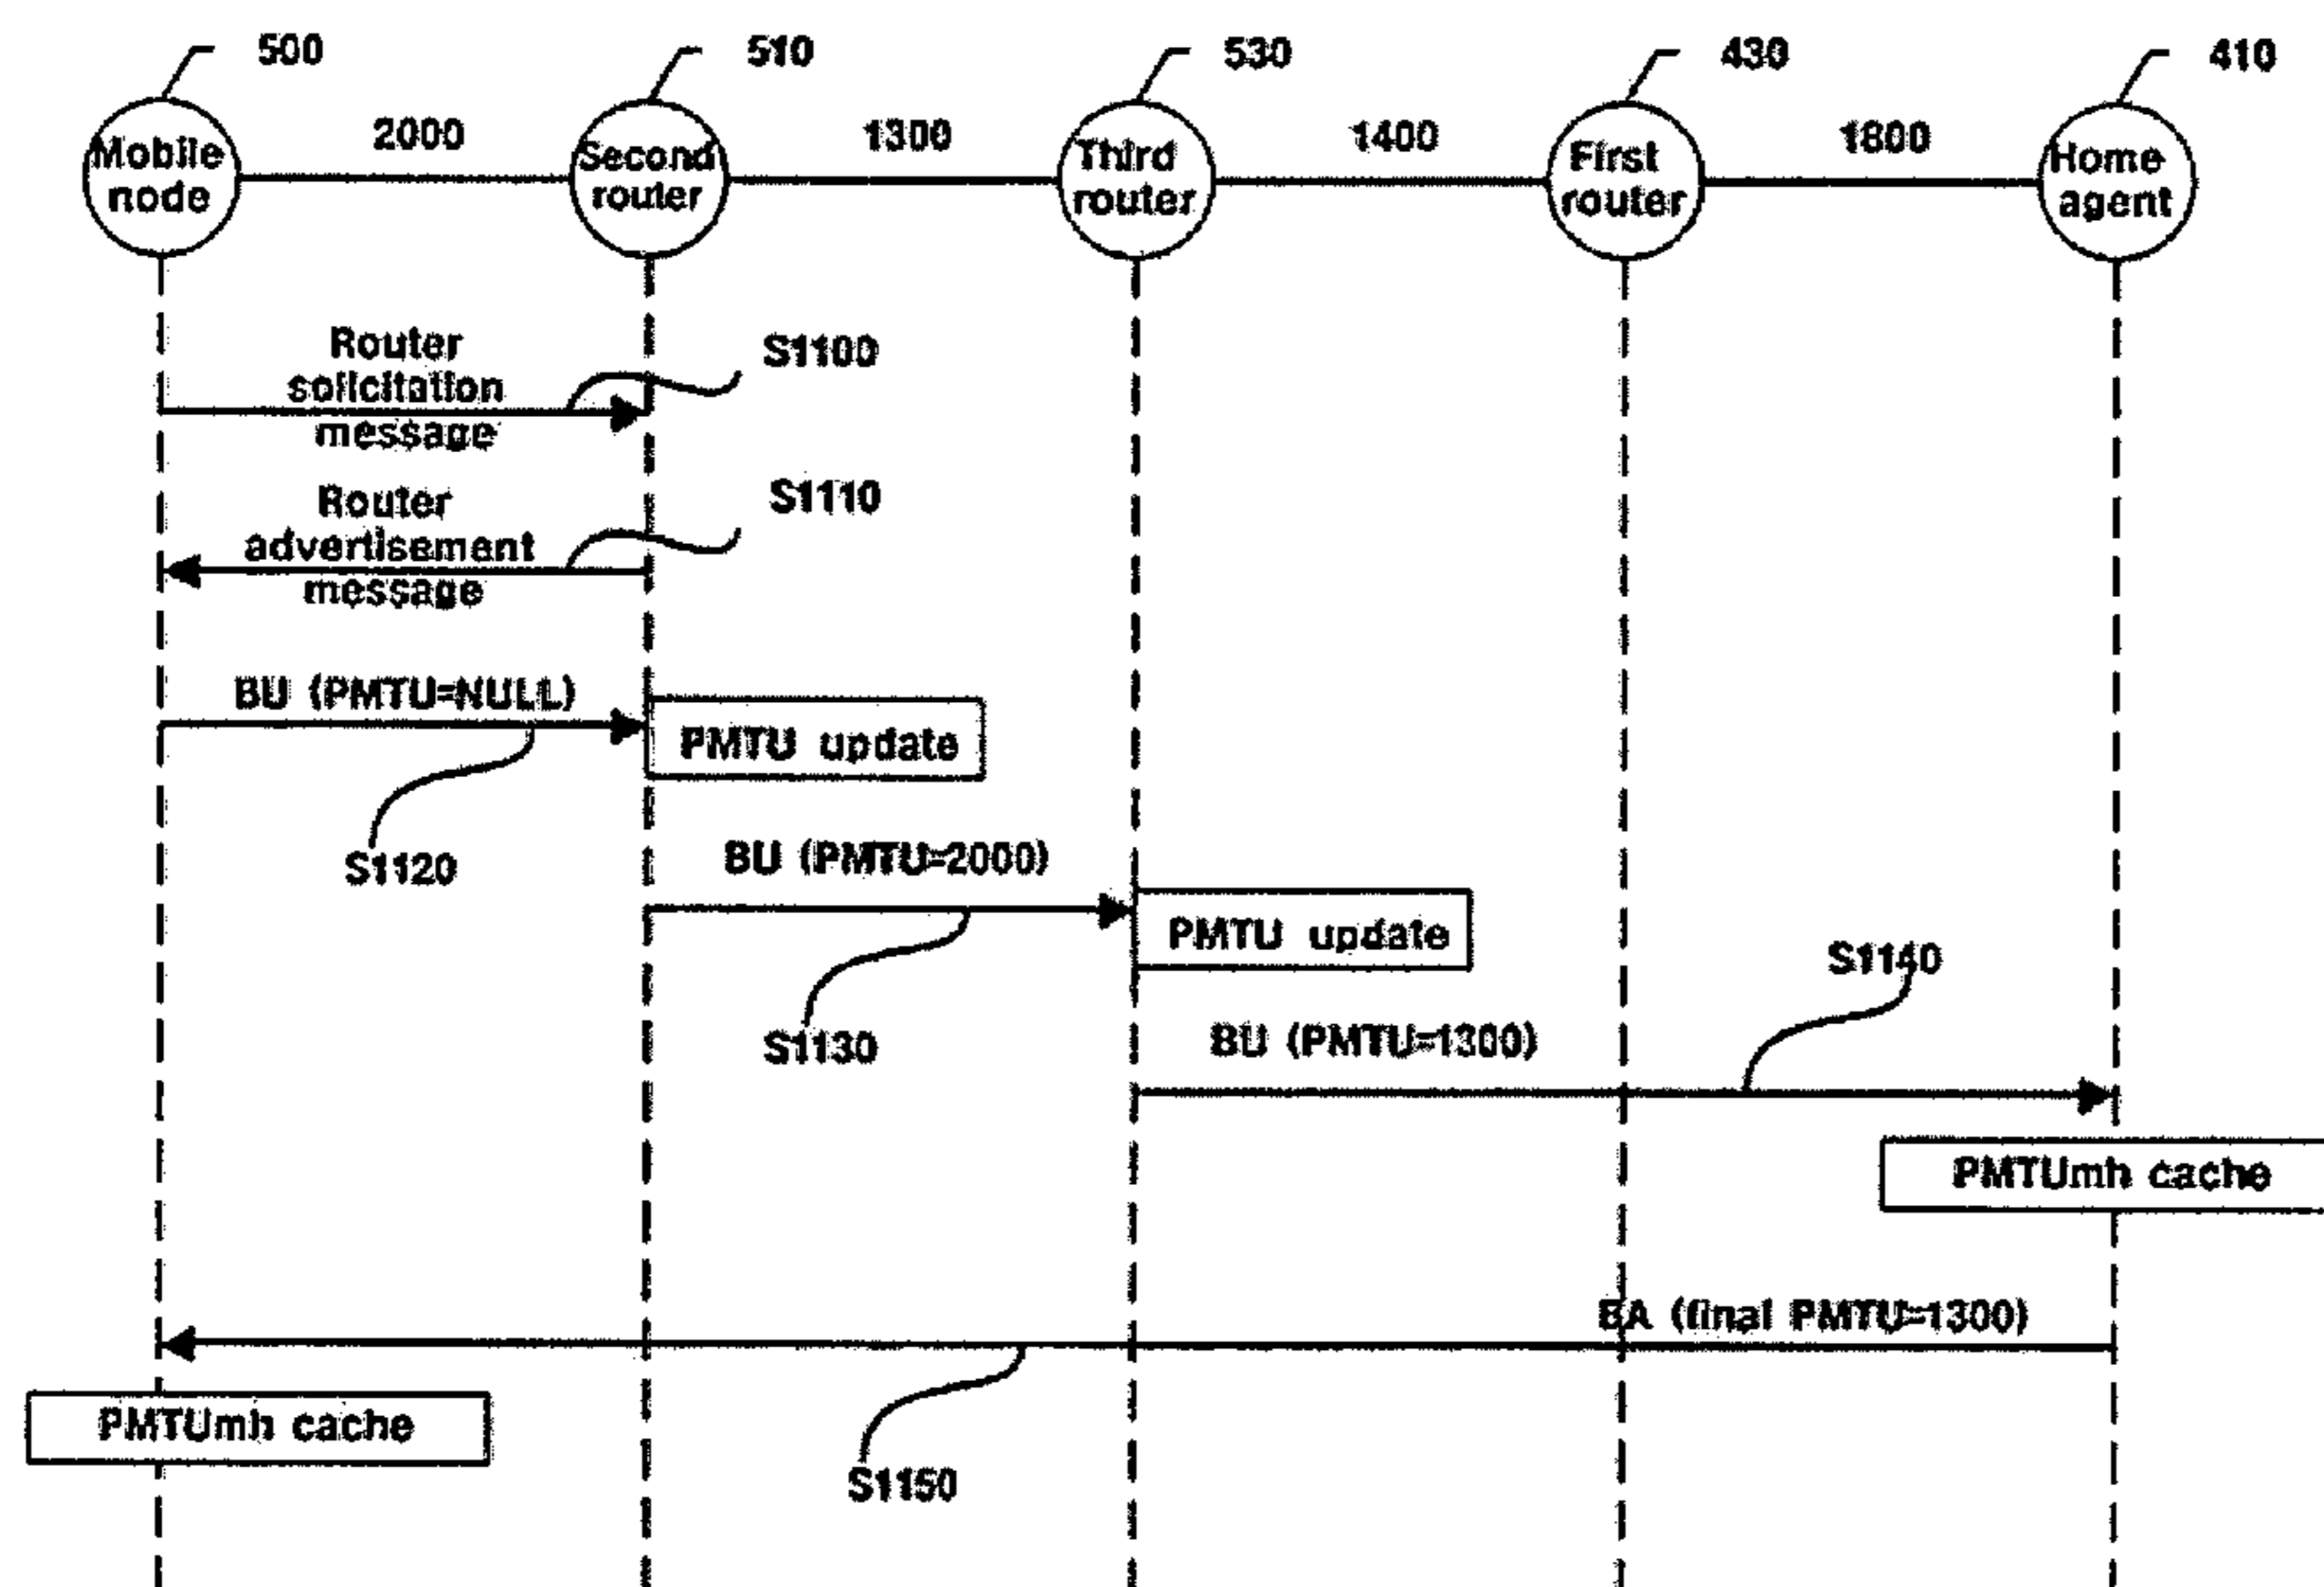 500
510
530
430
410
2000
1300
1400
1800
Mobile
node
Second
router
Third
router
First
router
Home
agent
Router
solicitation
message
S1100
Router
advertisement
message
S1110
BU (PMTU=NULL)
PMTU update
S1120
BU (PMTU=2000)
PMTU update
S1130
S1140
BU (PMTU=1300)
PMTUmh cache
BA (final PMTU=1300)
PMTUmh cache
S1150